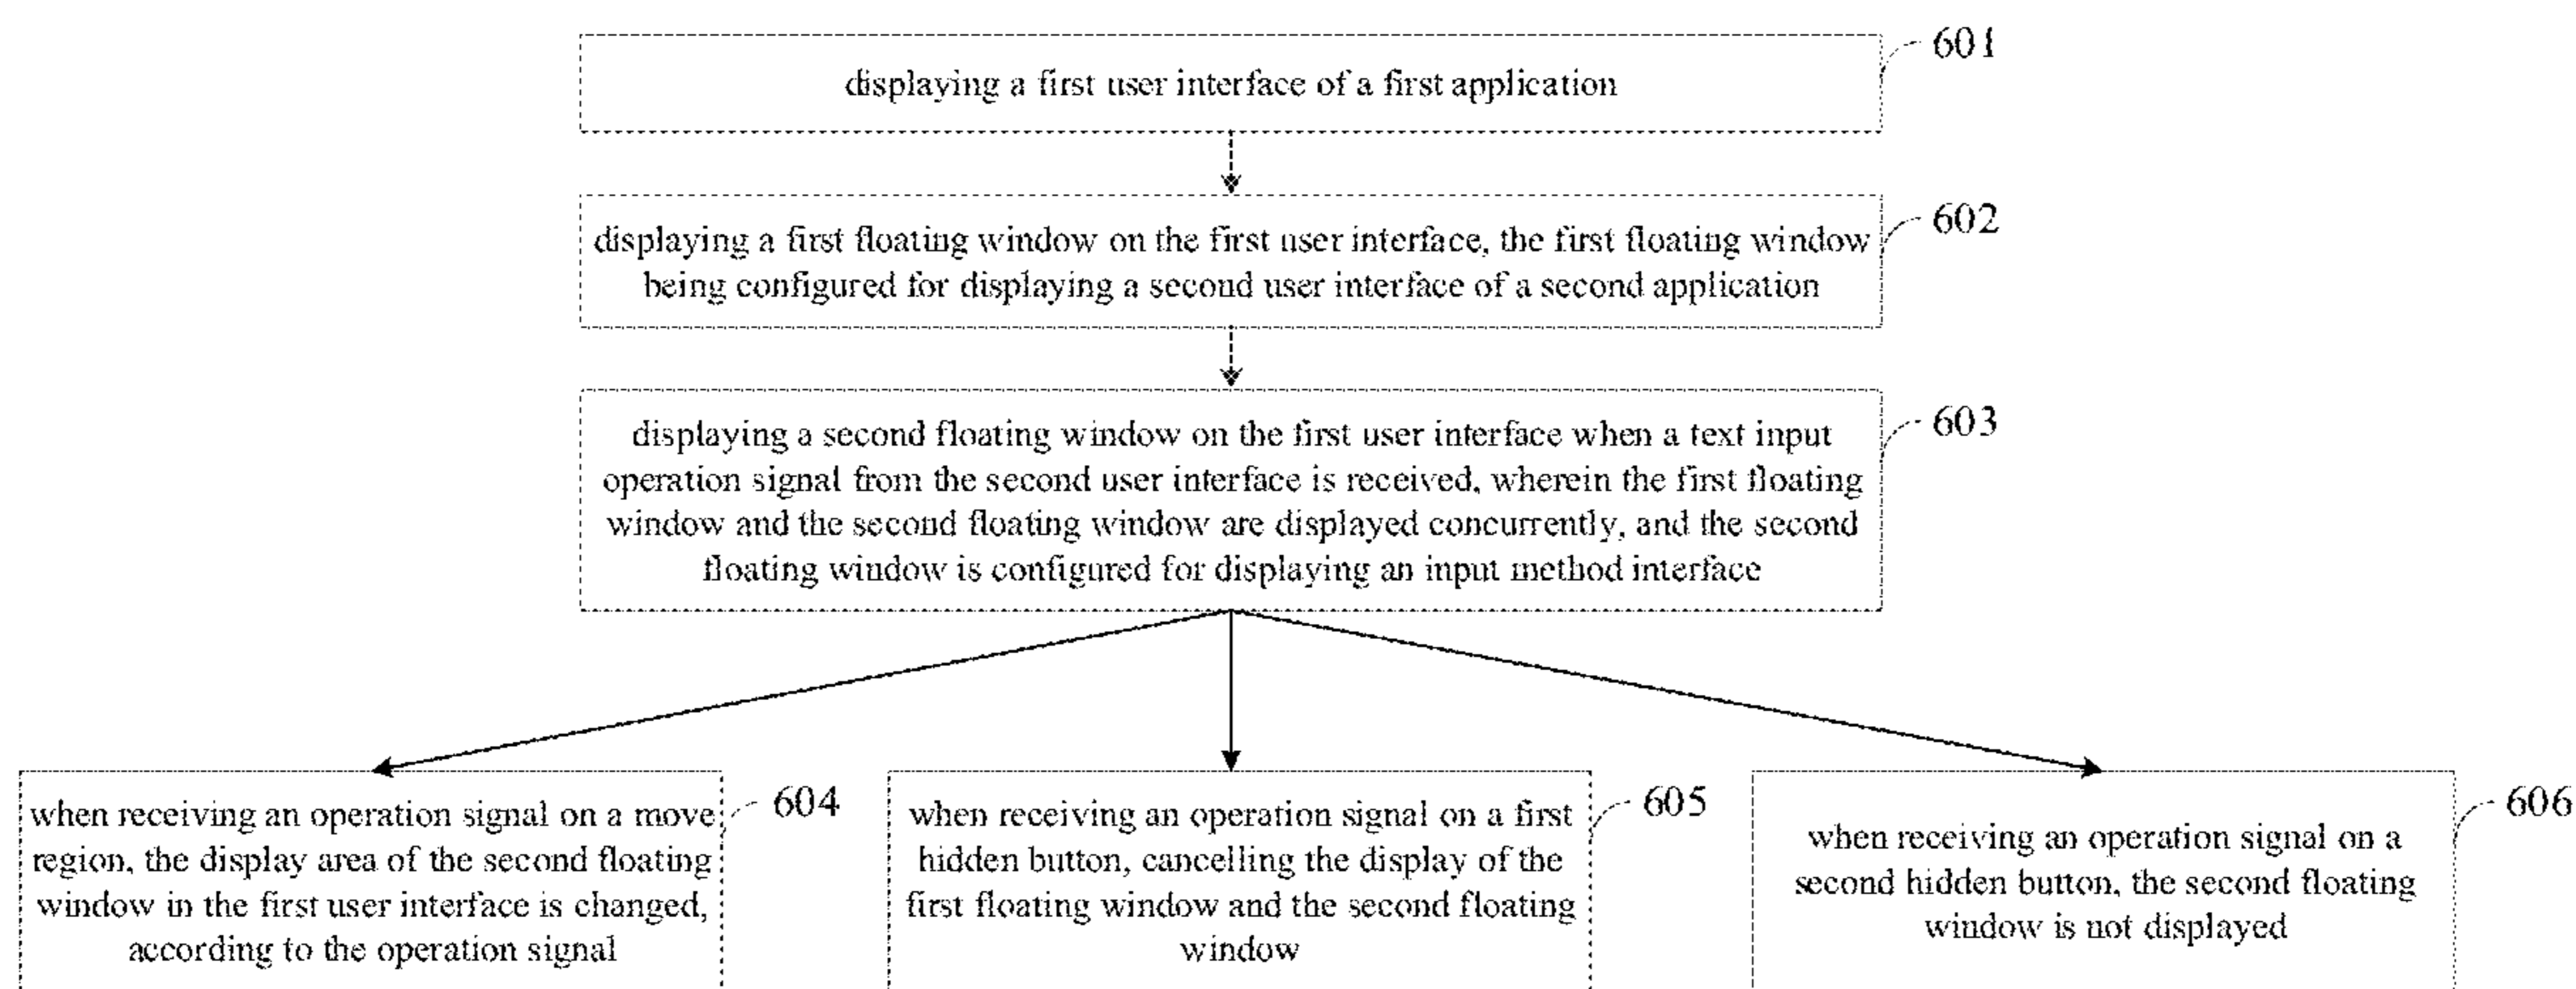 displaying a first user interface of a first application
601
displaying a first floating window on the first user interface, the first floating window
being configured for displaying a second user interface of a second application
602
displaying a second floating window on the first user interface when a text input
operation signal from the second user interface is received, wherein the first floating
window and the second floating window are displayed concurrently, and the second
floating window is configured for displaying an input method interface
603
when receiving an operation signal on a move
region, the display area of the second floating
window in the first user interface is changed,
according to the operation signal
604
when receiving an operation signal on a first
hidden button, cancelling the display of the
first floating window and the second floating
window
605
when receiving an operation signal on a
second hidden button, the second floating
window is not displayed
606